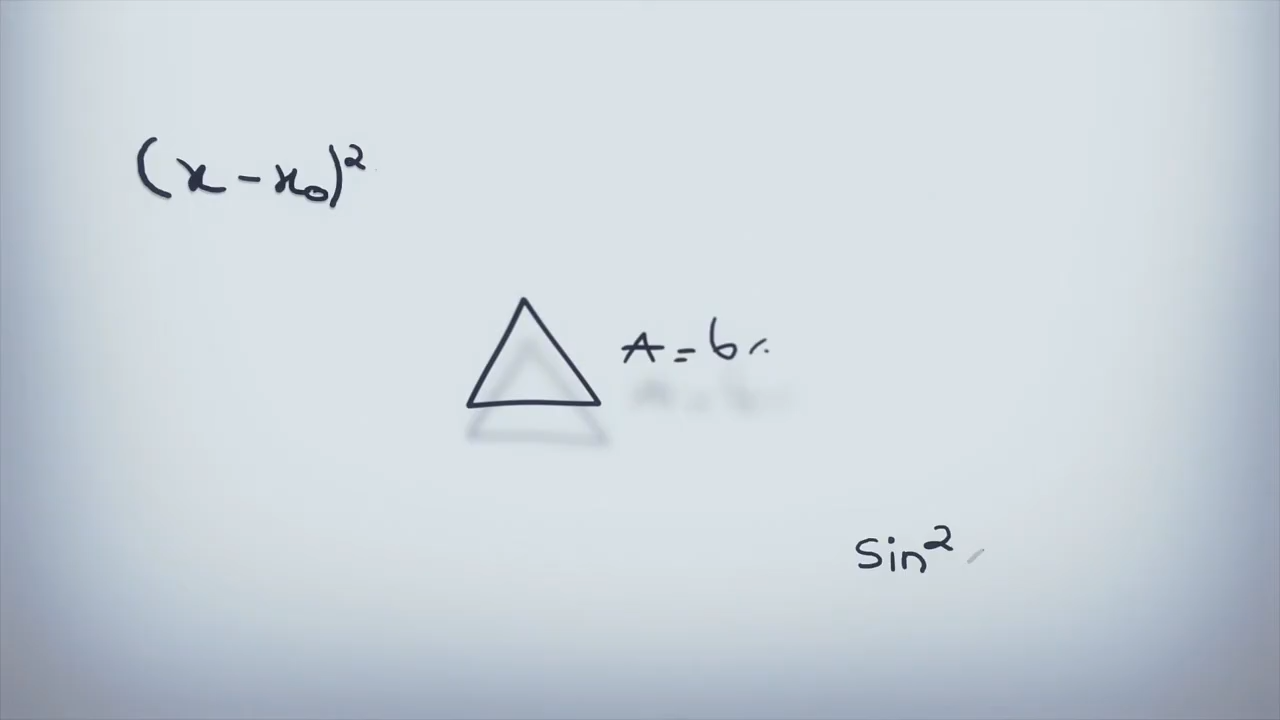 (x - x₀)²
A = b
sin²